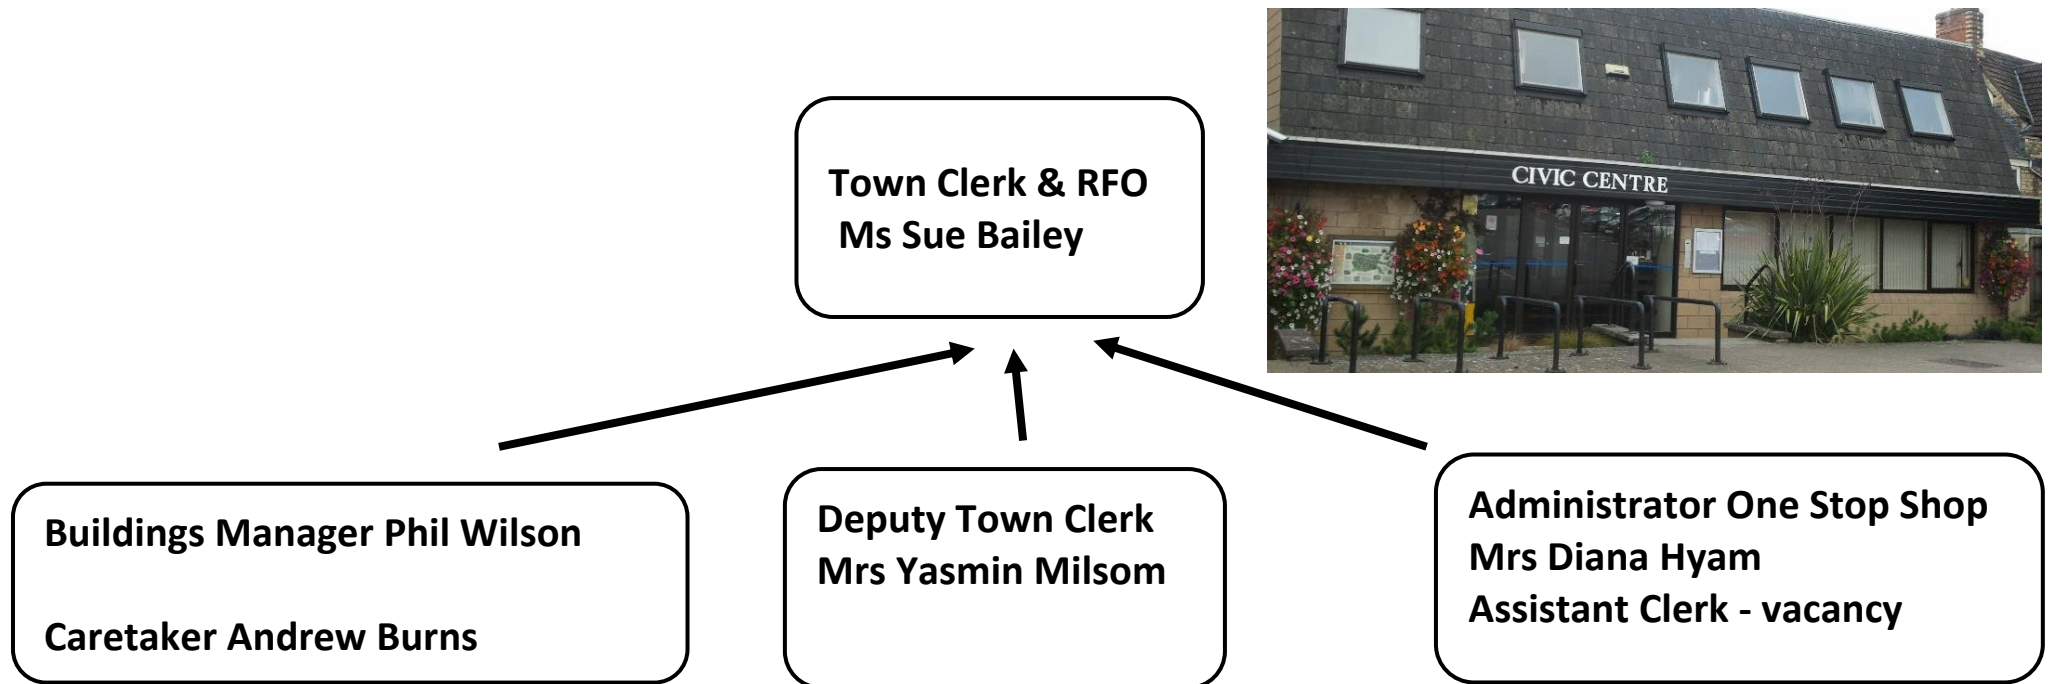 CIVIC CENTRE
Town Clerk & RFO
Ms Sue Bailey
Buildings Manager Phil Wilson
Caretaker Andrew Burns
Deputy Town Clerk
Mrs Yasmin Milsom
Administrator One Stop Shop
Mrs Diana Hyam
Assistant Clerk - vacancy